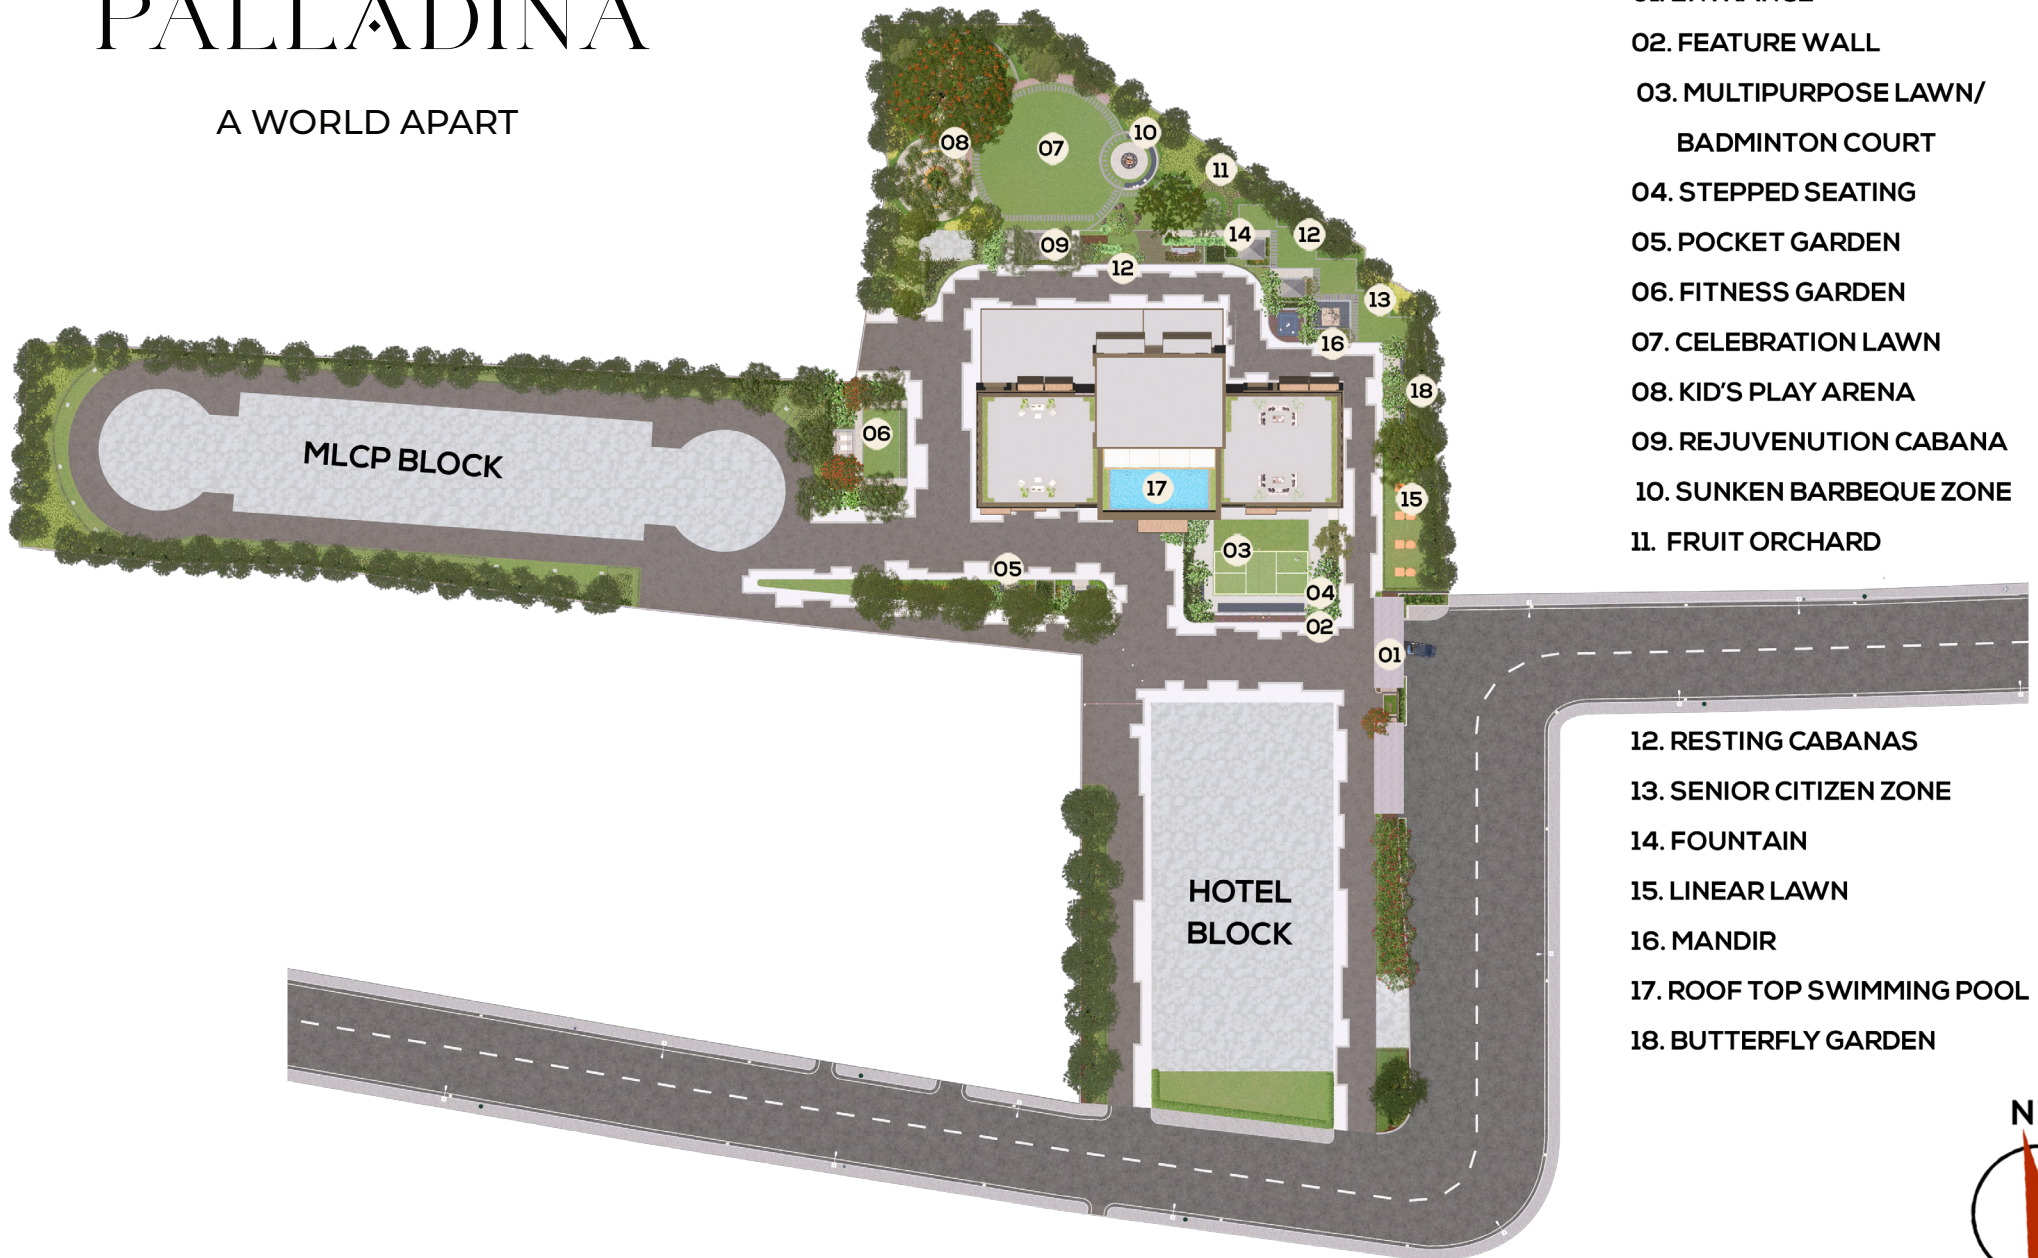 PALLADINA
A WORLD APART
01. ENTRANCE
02. FEATURE WALL
03. MULTIPURPOSE LAWN/
BADMINTON COURT
04. STEPPED SEATING
05. POCKET GARDEN
06. FITNESS GARDEN
07. CELEBRATION LAWN
08. KID'S PLAY ARENA
09. REJUVENUTION CABANA
10. SUNKEN BARBEQUE ZONE
11. FRUIT ORCHARD
12. RESTING CABANAS
13. SENIOR CITIZEN ZONE
14. FOUNTAIN
15. LINEAR LAWN
16. MANDIR
17. ROOF TOP SWIMMING POOL
18. BUTTERFLY GARDEN
10
08
07
11
14
12
09
12
13
16
18
06
MLCP BLOCK
17
15
03
05
04
02
01
HOTEL
BLOCK
N